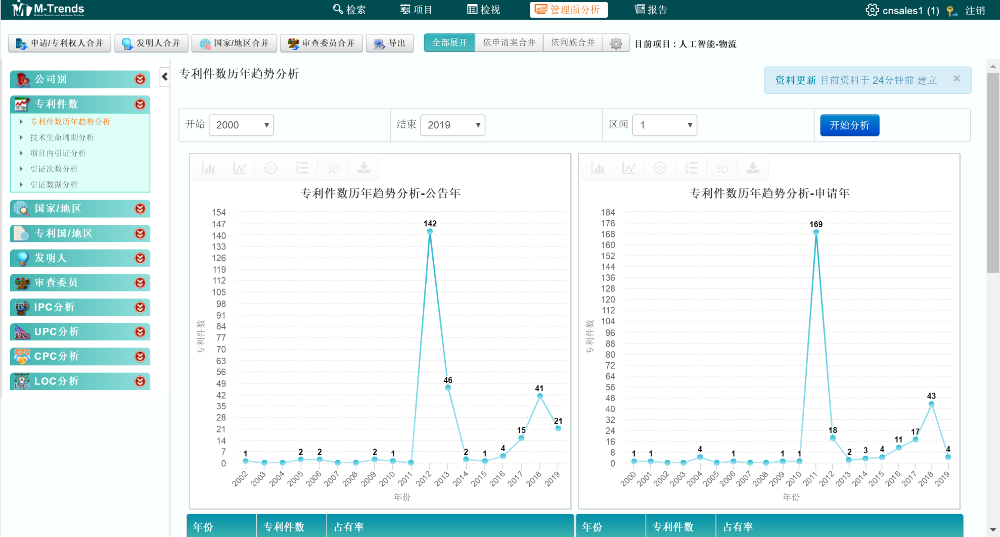 M-Trends
Patent Search and Analysis System
检索
项目
检视
管理面分析
报告
cnsales1 (1)
注销
申请/专利权人合并
发明人合并
国家/地区合并
审查委员合并
导出
全部展开
依申请案合并
依同族合并
目前项目 : 人工智能-物流
公司别
专利件数
专利件数历年趋势分析
技术生命周期分析
项目内引证分析
引证次数分析
引证数据分析
国家/地区
专利国/地区
发明人
审查委员
IPC分析
UPC分析
CPC分析
LOC分析
专利件数历年趋势分析
资料更新 目前资料于 24分钟前 建立 ×
开始 2000
结束 2019
区间 1
开始分析
3D
专利件数历年趋势分析-公告年
154
147
140
133
126
119
112
105
98
91
84
77
70
63
56
49
42
35
28
21
14
7
0
专利件数
1
2
2
2
1
142
46
2
1
4
15
41
21
2002 2003 2004 2005 2006 2007 2008 2009 2010 2011 2012 2013 2014 2015 2016 2017 2018 2019
年份
3D
专利件数历年趋势分析-申请年
184
176
168
160
152
144
136
128
120
112
104
96
88
80
72
64
56
48
40
32
24
16
8
0
专利件数
1
1
4
1
1
1
169
18
2
3
4
11
17
43
4
2000 2001 2002 2003 2004 2005 2006 2007 2008 2009 2010 2011 2012 2013 2014 2015 2016 2017 2018 2019
年份
年份 专利件数 占有率
年份 专利件数 占有率